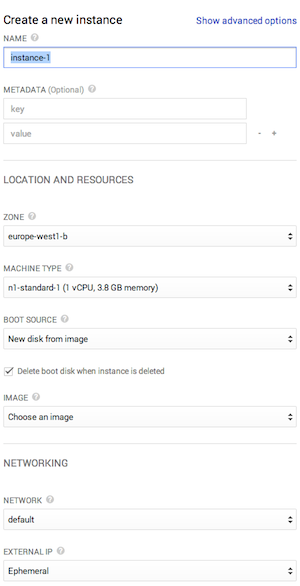 Create a new instance
Show advanced options
NAME ?
instance-1
METADATA (Optional) ?
key
value
- +
LOCATION AND RESOURCES
ZONE ?
europe-west1-b
MACHINE TYPE ?
n1-standard-1 (1 vCPU, 3.8 GB memory)
BOOT SOURCE ?
New disk from image
Delete boot disk when instance is deleted
IMAGE ?
Choose an image
NETWORKING
NETWORK ?
default
EXTERNAL IP ?
Ephemeral